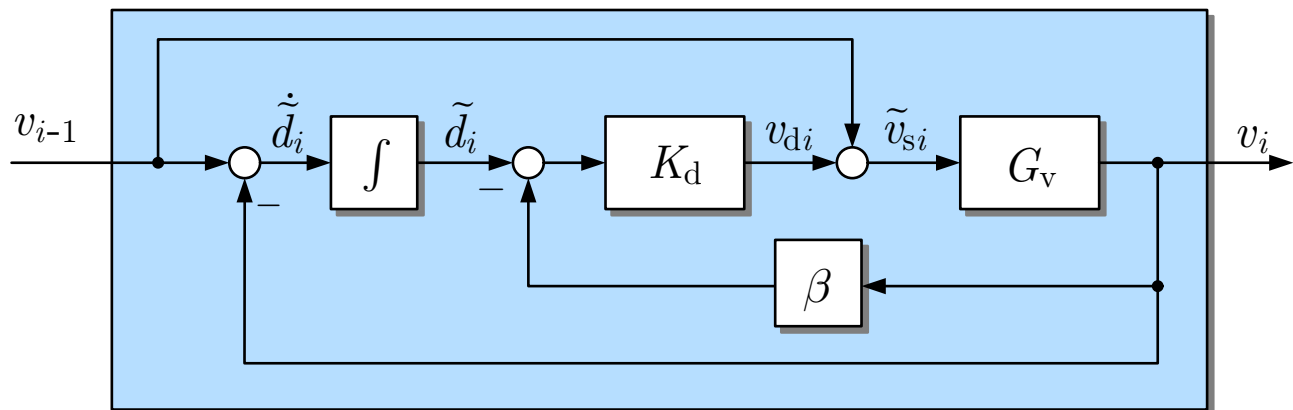 v_{i-1}
\dot{\tilde{d}}_i
∫
\tilde{d}_i
K_d
v_{di}
\tilde{v}_{si}
G_v
v_i
−
−
β